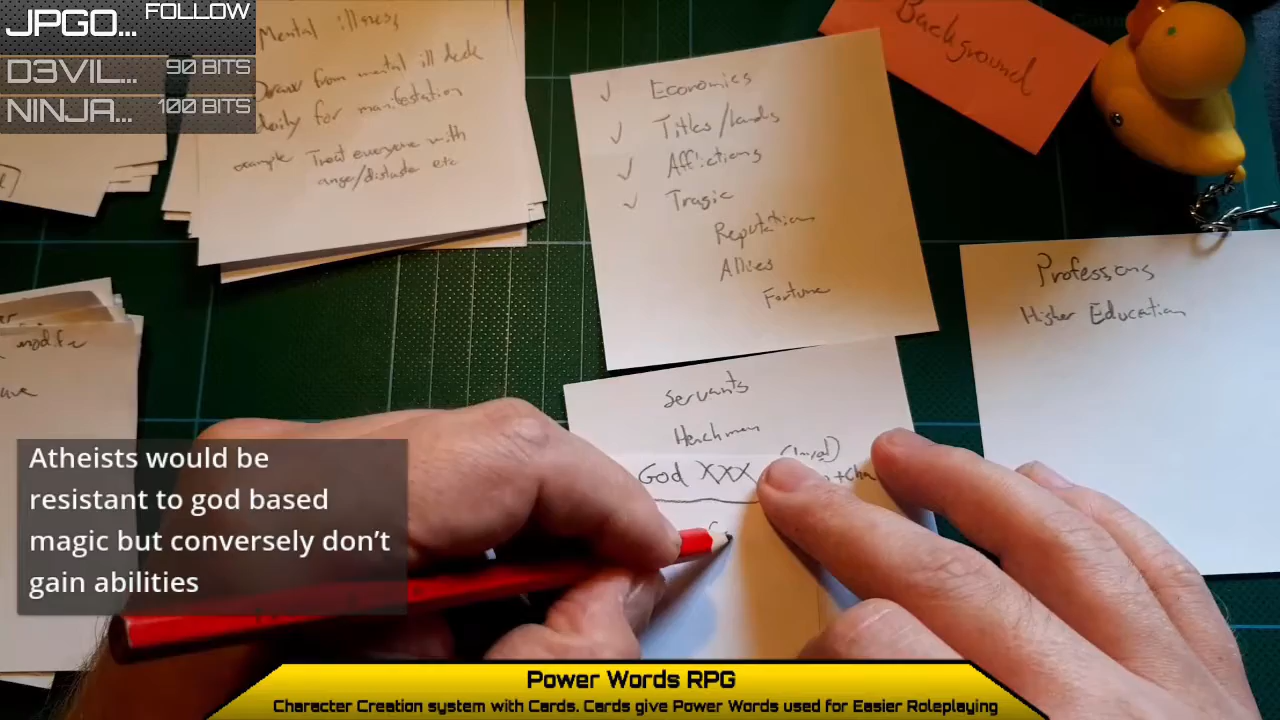 JPGO...
FOLLOW
D3VIL...
90 BITS
NINJA...
100 BITS
Mental illness
Draw from mental ill deck
for manifestation
example Treat everyone with
anger/distaste etc
✓ Economics
✓ Titles/lands
✓ Afflictions
✓ Tragic
Reputation
Allies
Fortune
Background
Professions
Higher Education
Servants
Henchmen
God XXX
+Cha
Atheists would be
resistant to god based
magic but conversely don't
gain abilities
Power Words RPG
Character Creation system with Cards. Cards give Power Words used for Easier Roleplaying